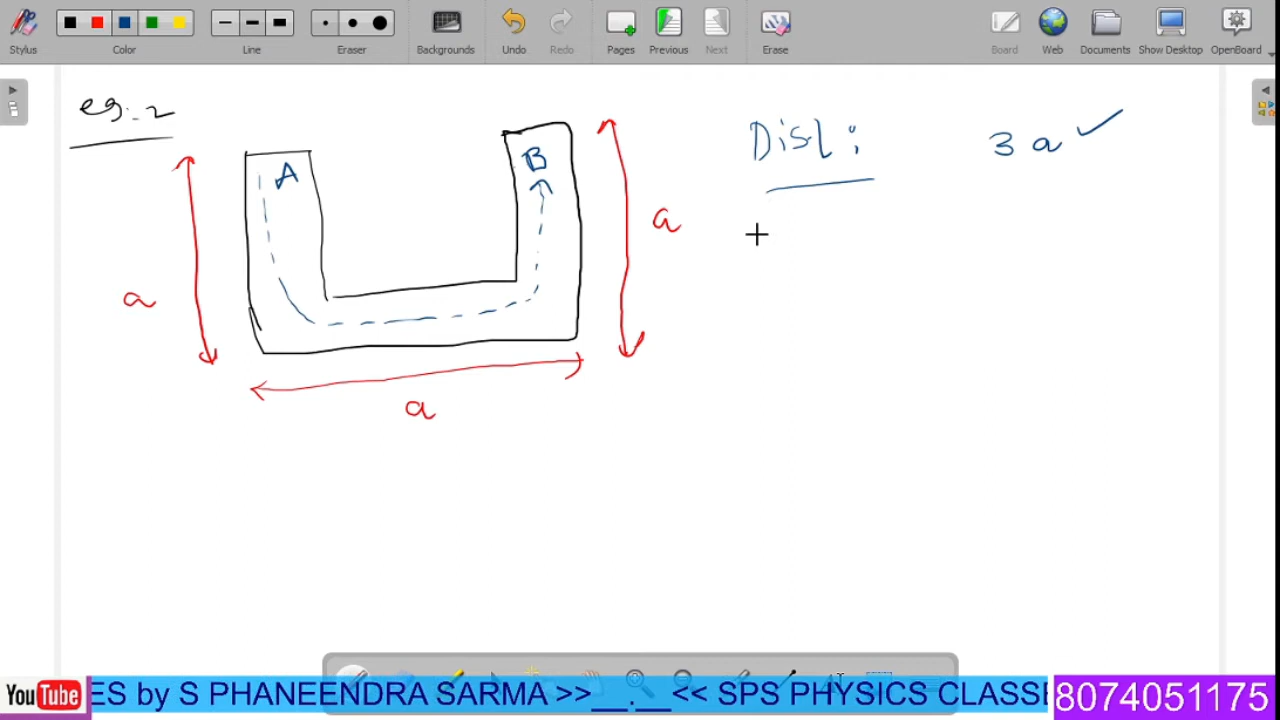 Stylus
Color
Line
Eraser
Backgrounds
Undo
Redo
Pages
Previous
Next
Erase
Board
Web
Documents
Show Desktop
OpenBoard
eg. 2
A
B
a
a
a
3 a ✓
YouTube
ES by S PHANEENDRA SARMA >>__.__ << SPS PHYSICS CLASSE
8074051175